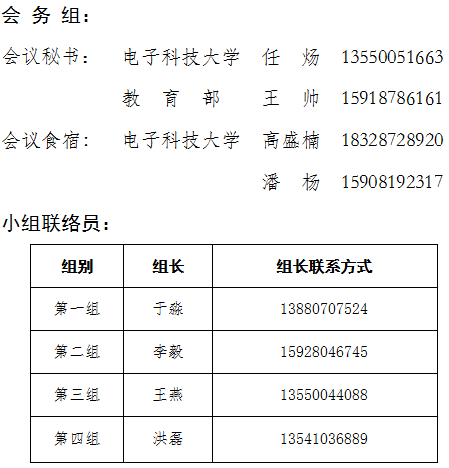 会 务 组：
会议秘书： 电子科技大学 任 炀 13550051663
教 育 部 王 帅 15918786161
会议食宿: 电子科技大学 高盛楠 18328728920
潘 杨 15908192317
小组联络员：
组别 组长 组长联系方式
第一组 于淼 13880707524
第二组 李毅 15928046745
第三组 王燕 13550044088
第四组 洪磊 13541036889